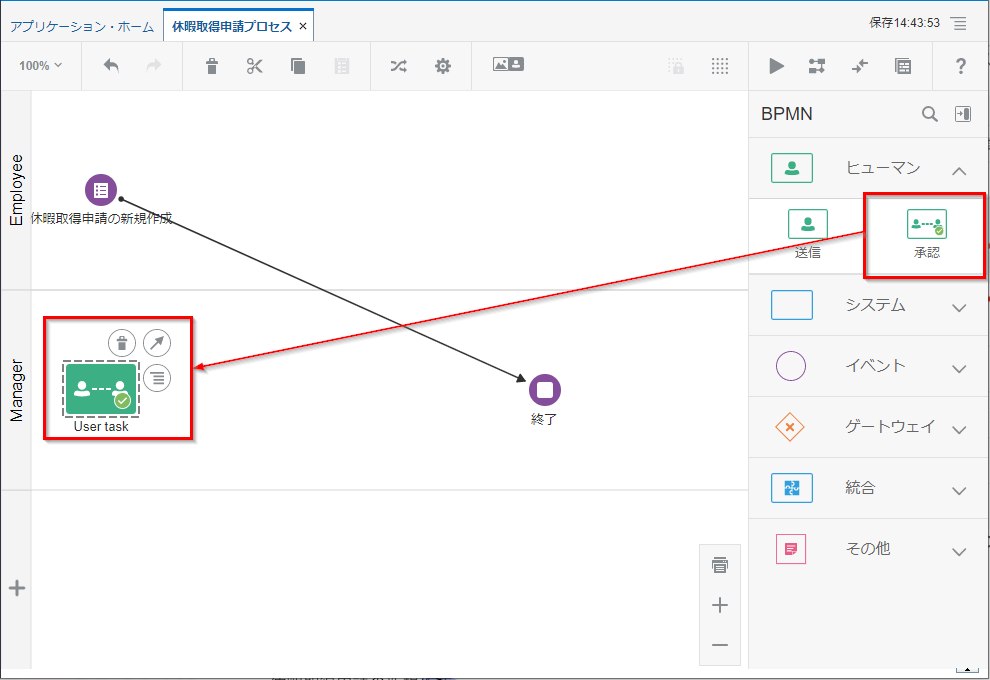 アプリケーション・ホーム
休暇取得申請プロセス ×
保存14:43:53
100%
?
BPMN
Employee
休暇取得申請の新規作成
ヒューマン
送信
承認
Manager
User task
終了
システム
イベント
ゲートウェイ
統合
その他